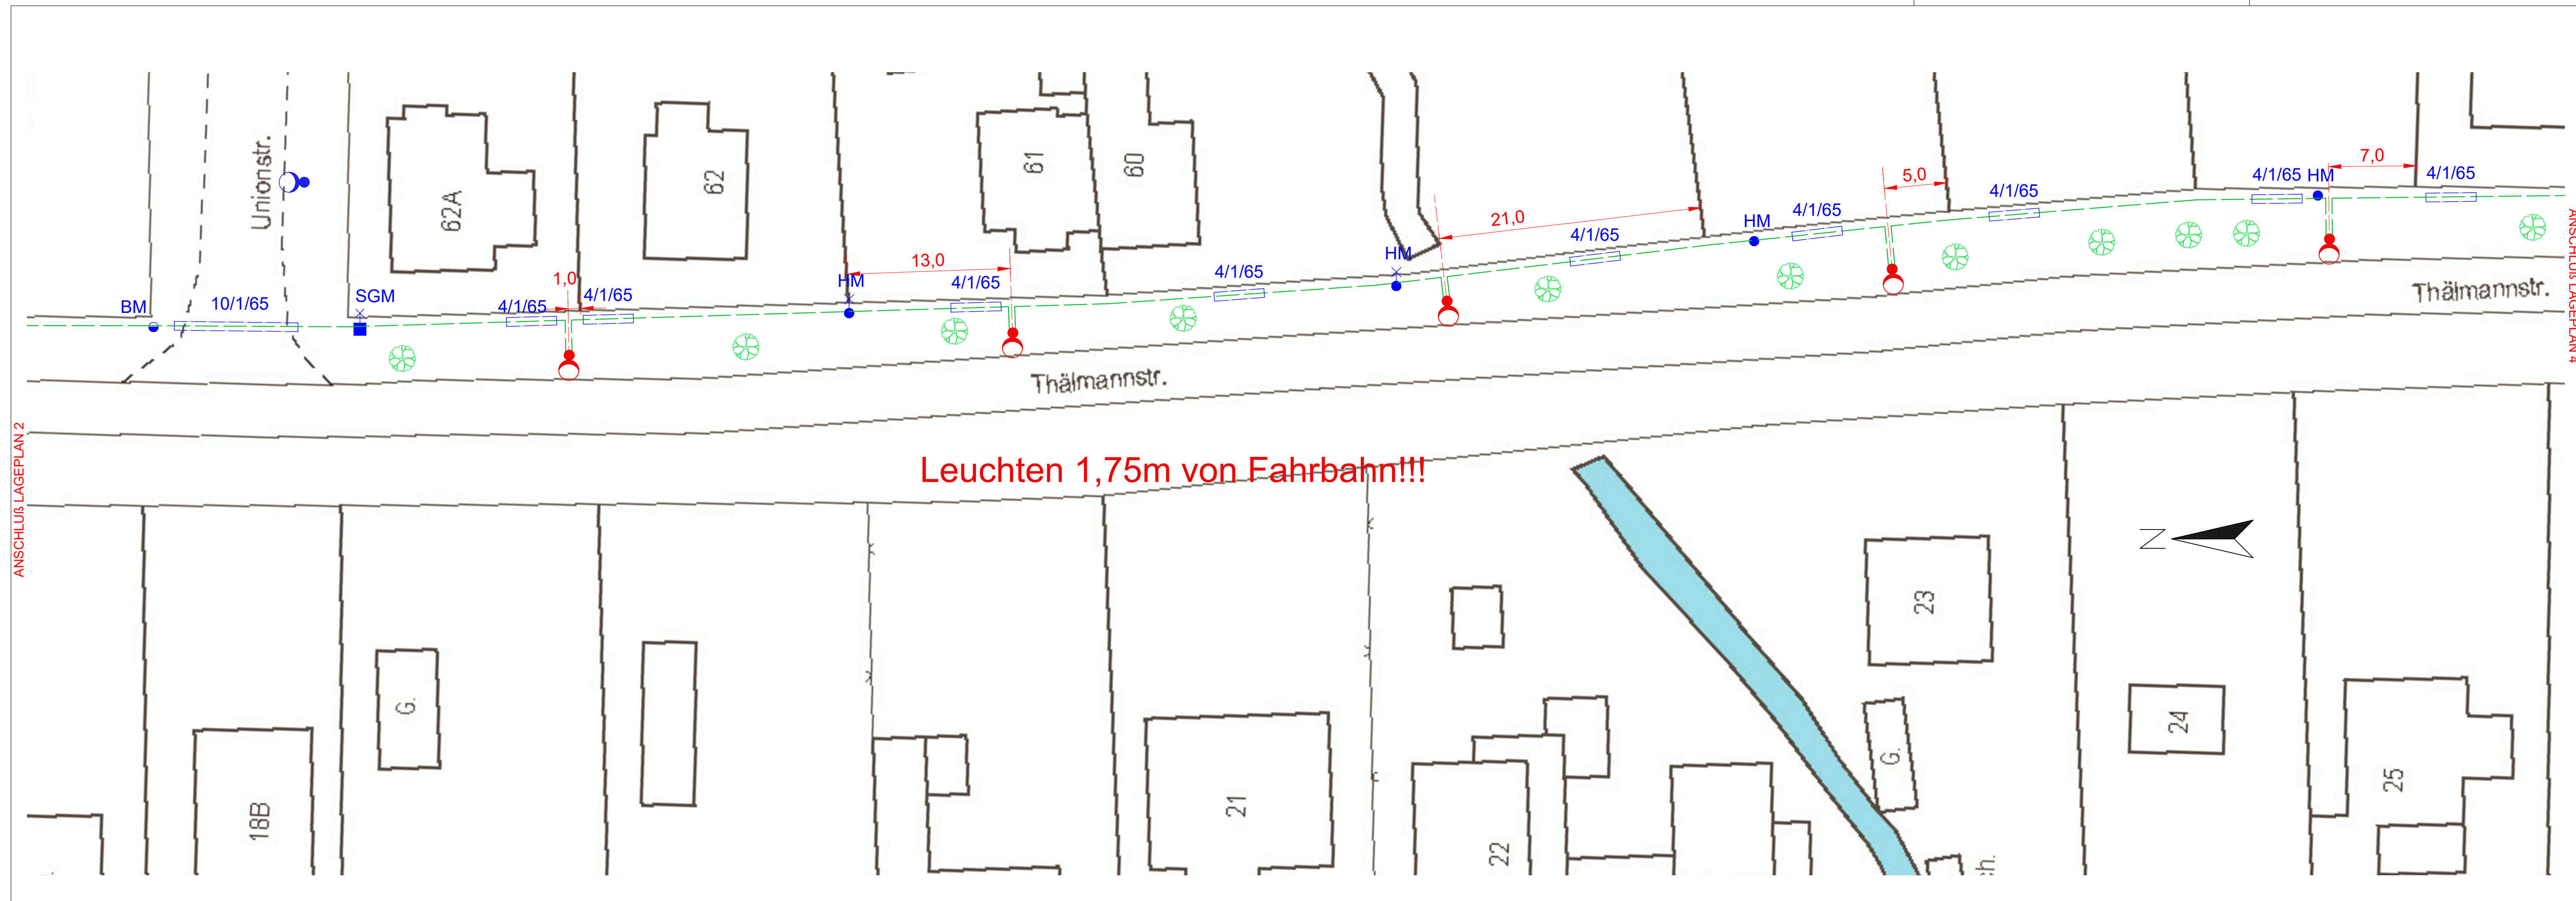 Unionstr.
62A
62
61
60
BM
10/1/65
SGM
4/1/65
1,0
4/1/65
HM
13,0
4/1/65
4/1/65
HM
21,0
4/1/65
HM
4/1/65
5,0
4/1/65
4/1/65
HM
7,0
4/1/65
Thälmannstr.
Thälmannstr.
ANSCHLUß LAGEPLAN 2
ANSCHLUß LAGEPLAN 4
Leuchten 1,75m von Fahrbahn!!!
N
18B
G.
21
22
23
G.
24
25